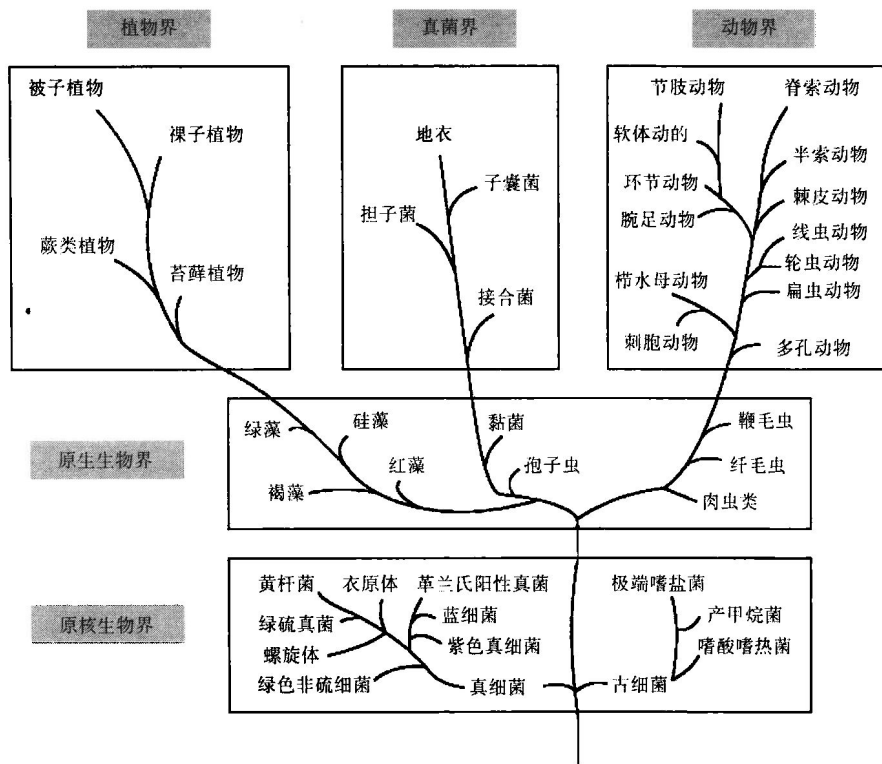 植物界
真菌界
动物界
被子植物
裸子植物
蕨类植物
苔藓植物
地衣
子囊菌
担子菌
接合菌
节肢动物
脊索动物
软体动的
半索动物
环节动物
棘皮动物
腕足动物
线虫动物
轮虫动物
栉水母动物
扁虫动物
刺胞动物
多孔动物
原生生物界
绿藻
硅藻
红藻
褐藻
黏菌
孢子虫
鞭毛虫
纤毛虫
肉虫类
原核生物界
黄杆菌
衣原体
革兰氏阳性真菌
绿硫真菌
蓝细菌
螺旋体
紫色真细菌
绿色非硫细菌
真细菌
极端嗜盐菌
产甲烷菌
嗜酸嗜热菌
古细菌